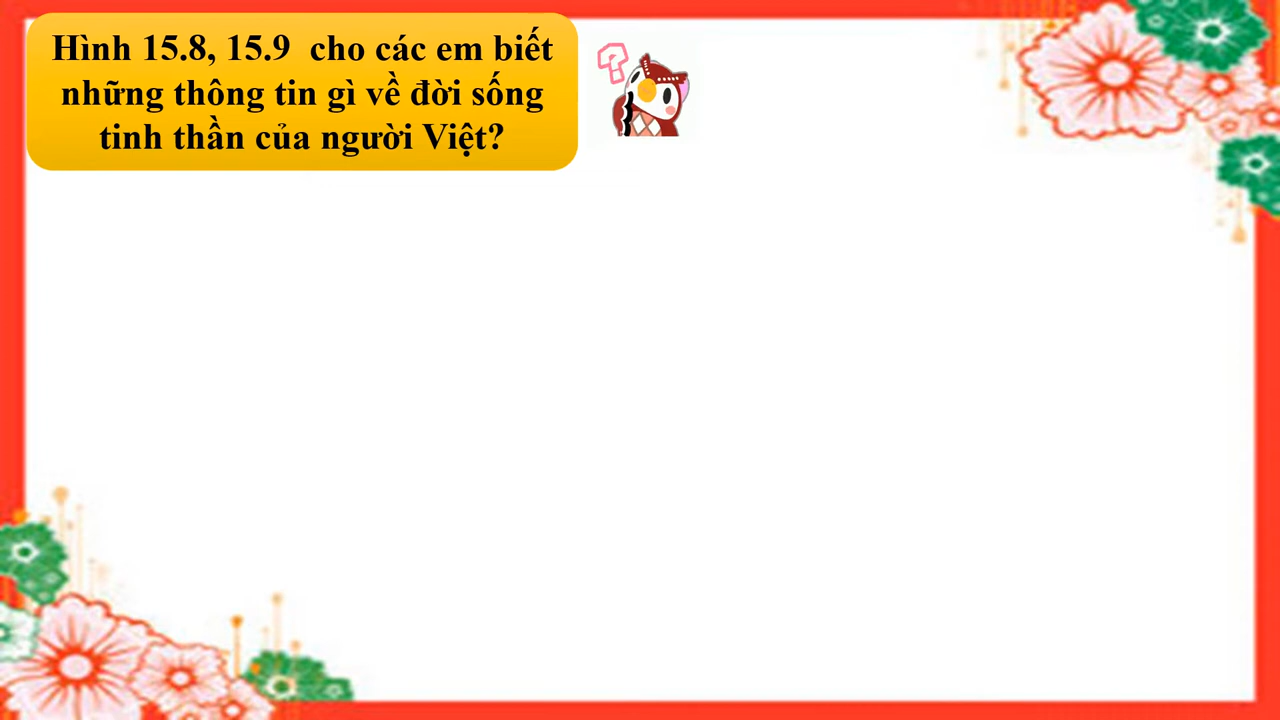 Hình 15.8, 15.9  cho các em biết
những thông tin gì về đời sống
tinh thần của người Việt?